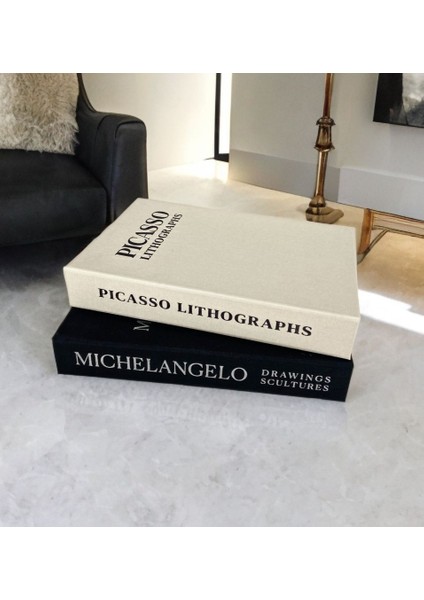 PICASSO
LITHOGRAPHS
PICASSO LITHOGRAPHS
M
MICHELANGELO
DRAWINGS
SCULTURES